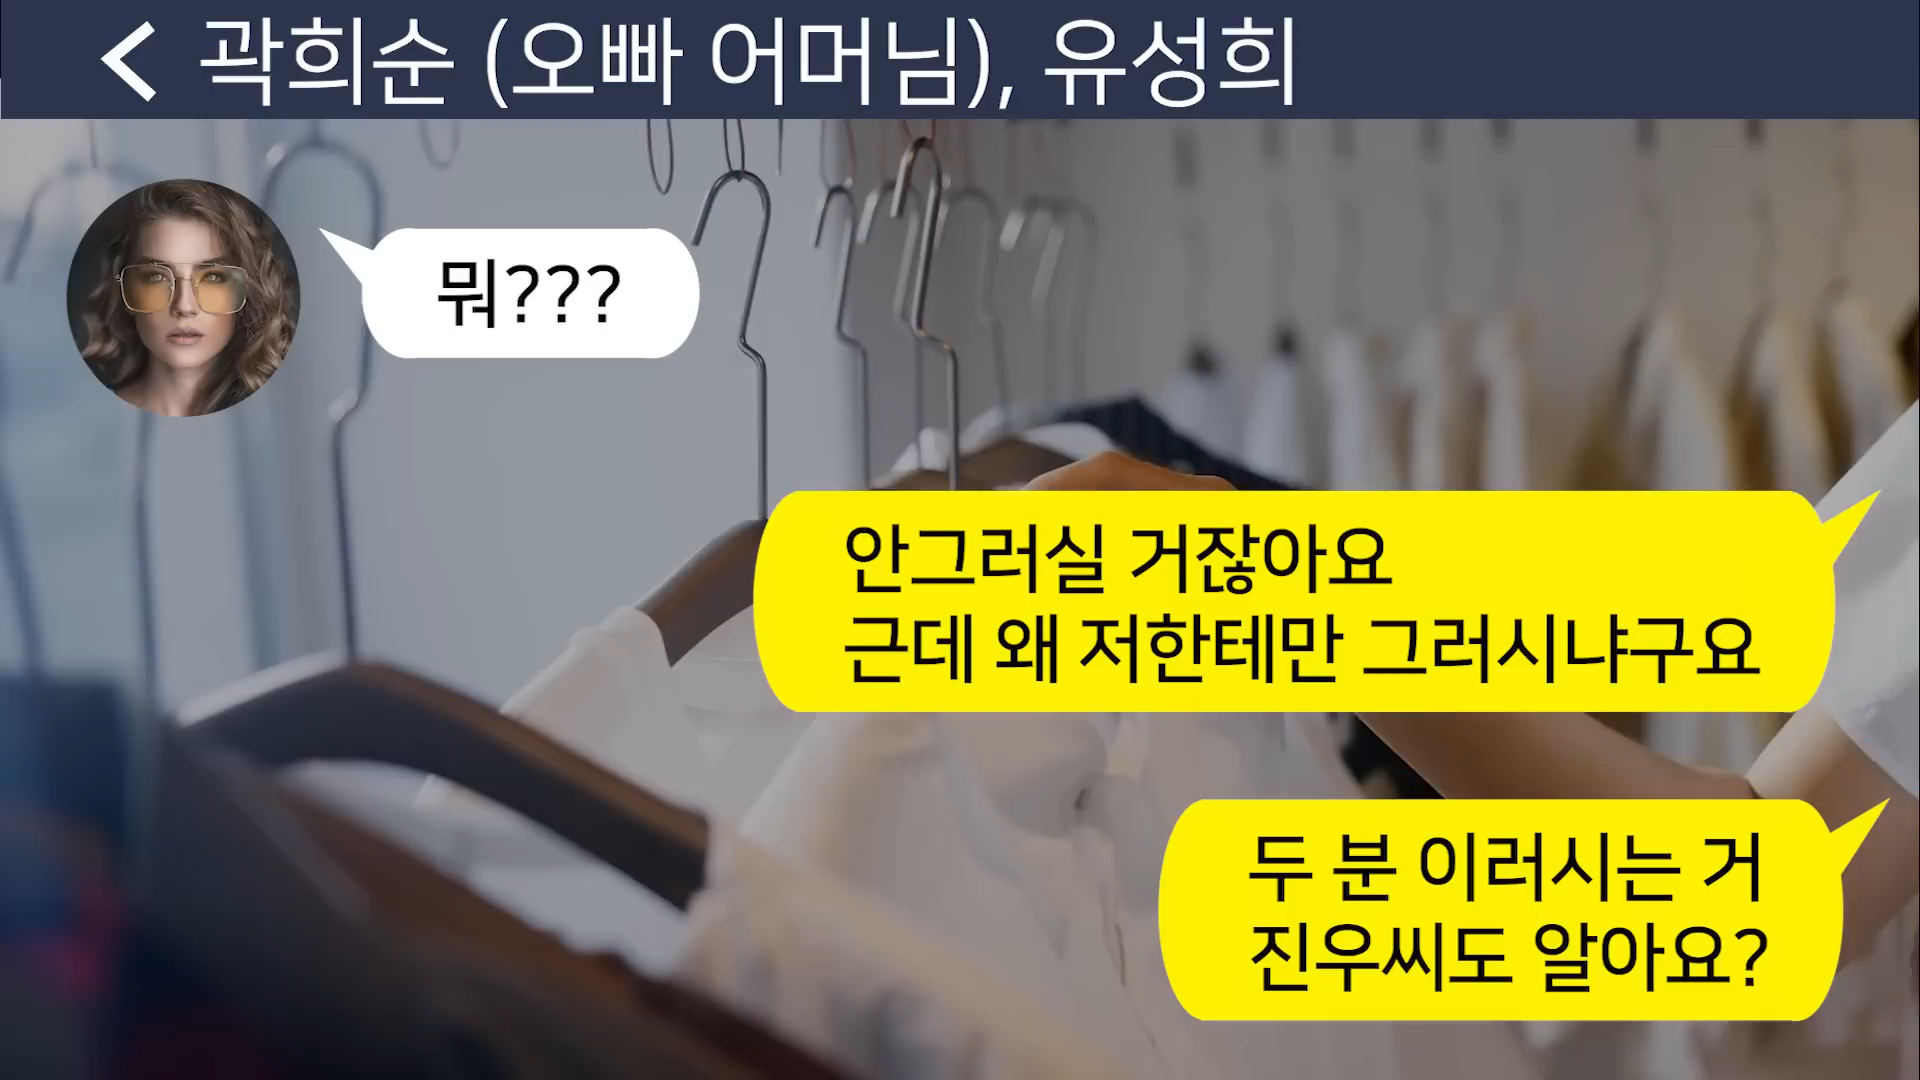 곽희순 (오빠 어머님), 유성희
뭐???
안그러실 거잖아요
근데 왜 저한테만 그러시냐구요
두 분 이러시는 거
진우씨도 알아요?